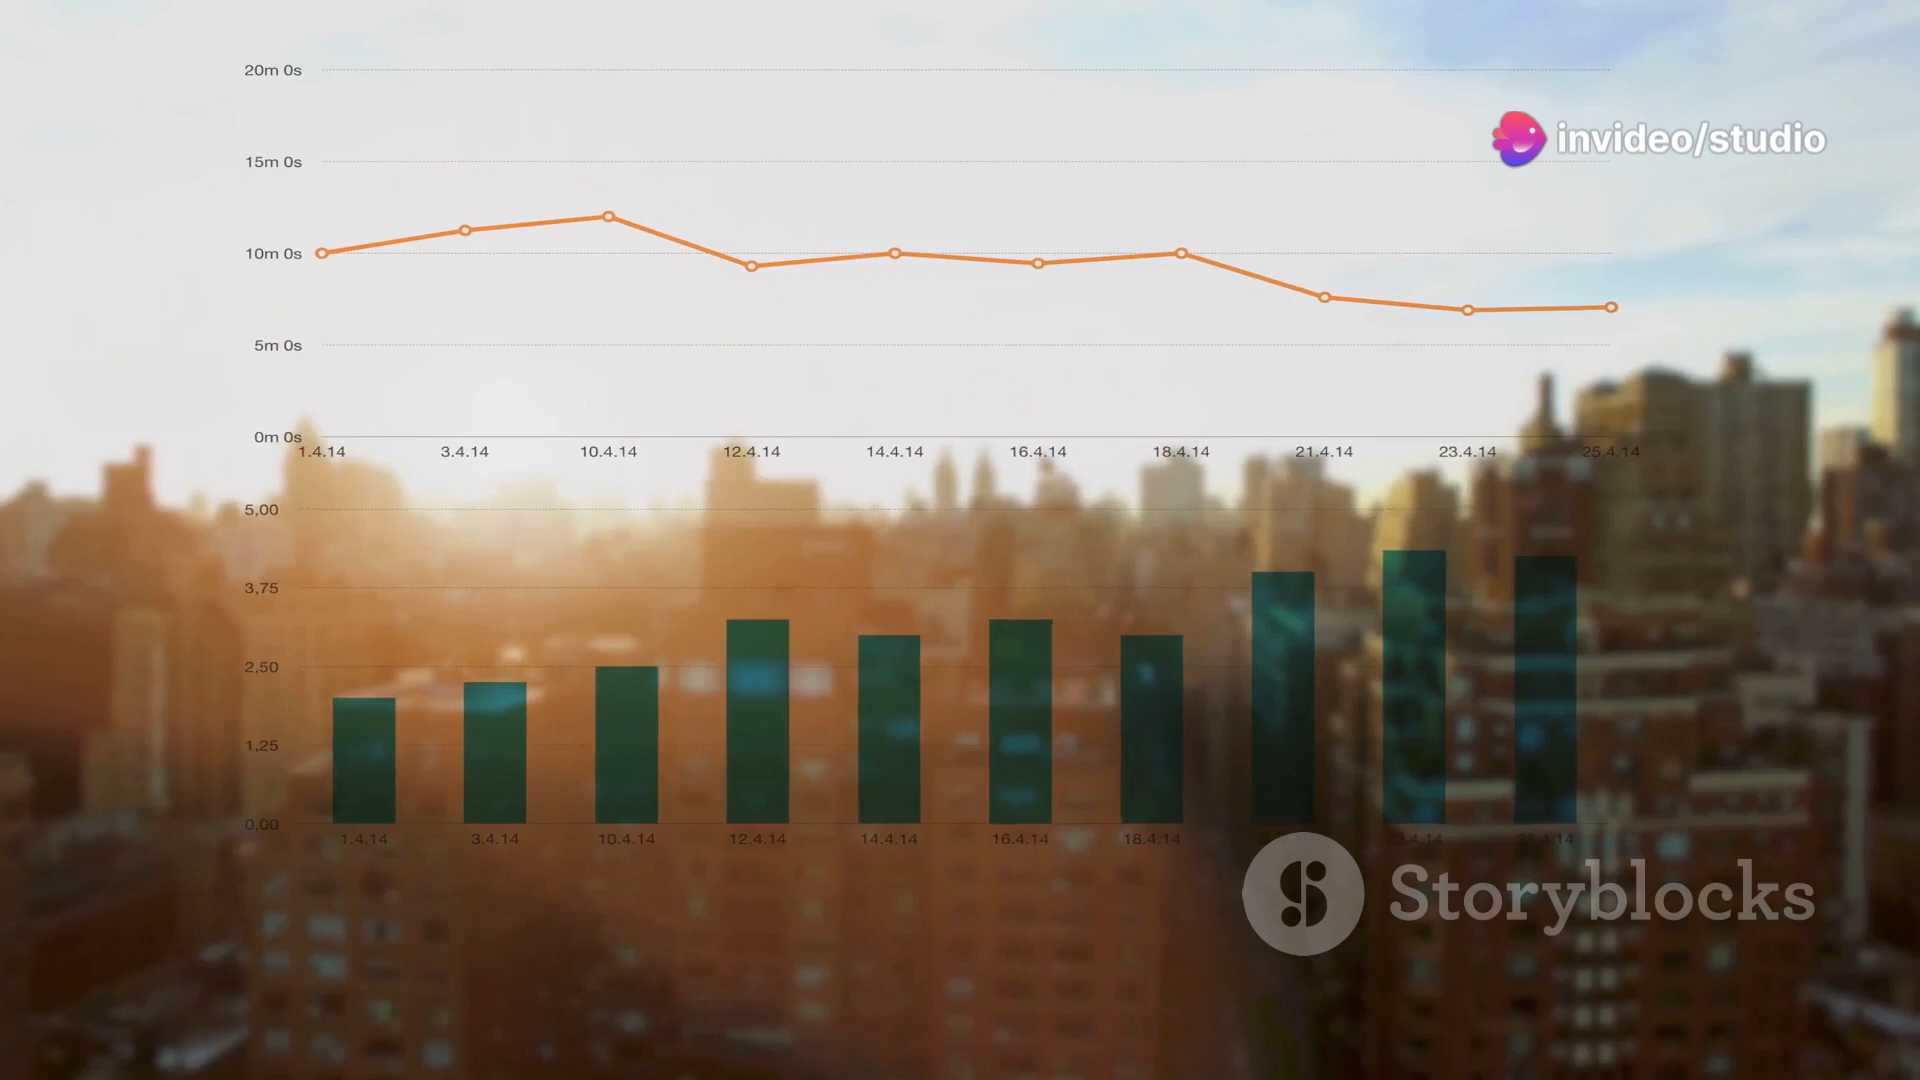 20m 0s
invideo/studio
15m 0s
10m 0s
5m 0s
0m 0s
1.4.14 3.4.14 10.4.14 12.4.14 14.4.14 16.4.14 18.4.14 21.4.14 23.4.14 25.4.14
5,00
3,75
2,50
1,25
0,00
1.4.14 3.4.14 10.4.14 12.4.14 14.4.14 16.4.14 18.4.14 23.4.14 25.4.14
Storyblocks